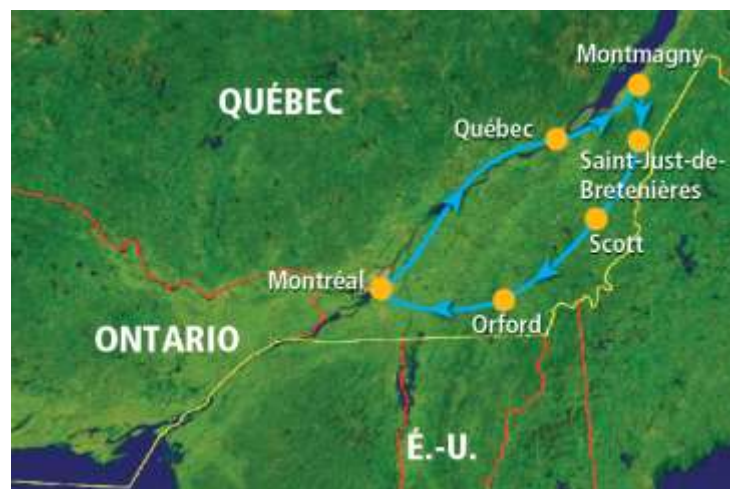 Montmagny
QUÉBEC
Québec
Saint-Just-de-
Bretenières
Scott
Montréal
Orford
ONTARIO
É.-U.